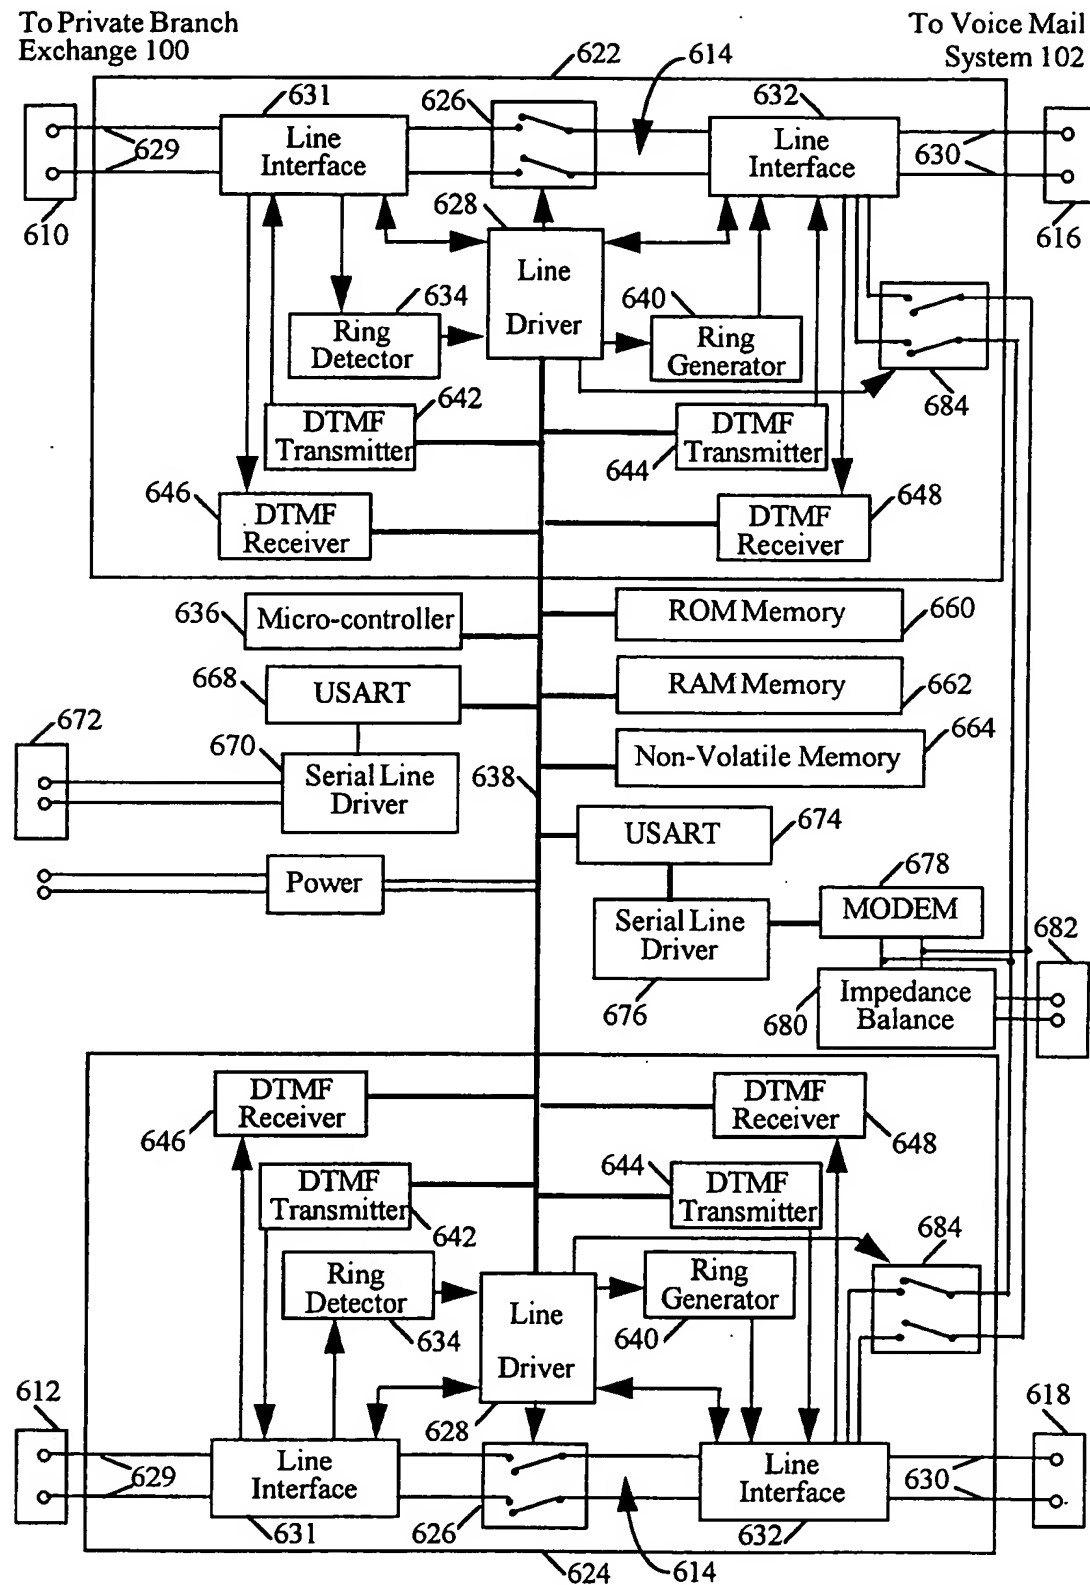 To Private Branch
Exchange 100
To Voice Mail
System 102
622
614
631
626
632
Line
Interface
Line
Interface
629
630
610
616
628
Line
Driver
634
Ring
Detector
640
Ring
Generator
684
642
DTMF
Transmitter
DTMF
Transmitter
644
646
DTMF
Receiver
648
DTMF
Receiver
636
Micro-controller
ROM Memory
660
668
USART
RAM Memory
662
672
670
Serial Line
Driver
Non-Volatile Memory
664
638
USART
674
Power
678
MODEM
Serial Line
Driver
676
682
680
Impedance
Balance
DTMF
Receiver
646
DTMF
Receiver
648
DTMF
Transmitter
642
644
DTMF
Transmitter
684
Ring
Detector
634
Line
Driver
628
Ring
Generator
640
612
618
Line
Interface
Line
Interface
629
630
631
626
632
624
614